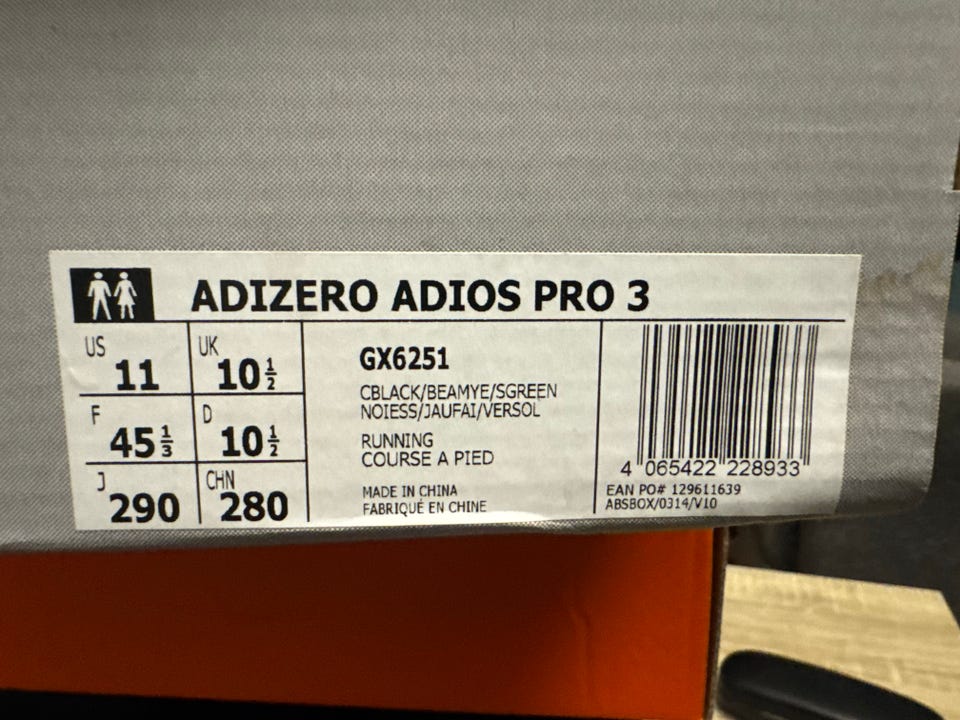 ADIZERO ADIOS PRO 3
US 11
UK 10 1/2
F 45 1/3
D 10 1/2
J 290
CHN 280
GX6251
CBLACK/BEAMYE/SGREEN
NOIESS/JAUFAI/VERSOL
RUNNING
COURSE A PIED
MADE IN CHINA
FABRIQUÉ EN CHINE
4 065422 228933
EAN PO# 129611639
ABSBOX/0314/V10